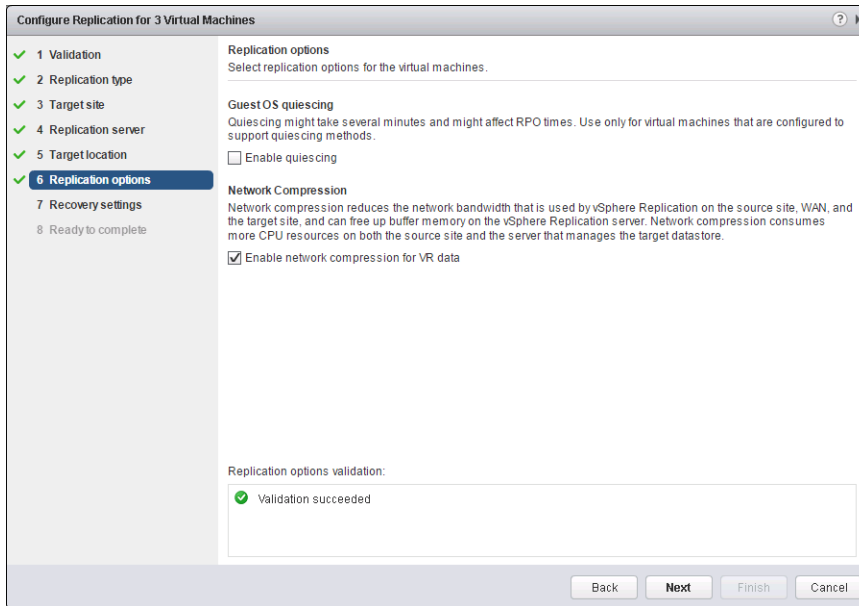 Configure Replication for 3 Virtual Machines
?
1 Validation
2 Replication type
3 Target site
4 Replication server
5 Target location
6 Replication options
7 Recovery settings
8 Ready to complete
Replication options
Select replication options for the virtual machines.
Guest OS quiescing
Quiescing might take several minutes and might affect RPO times. Use only for virtual machines that are configured to
support quiescing methods.
Enable quiescing
Network Compression
Network compression reduces the network bandwidth that is used by vSphere Replication on the source site, WAN, and
the target site, and can free up buffer memory on the vSphere Replication server. Network compression consumes
more CPU resources on both the source site and the server that manages the target datastore.
Enable network compression for VR data
Replication options validation:
Validation succeeded
Back
Next
Finish
Cancel